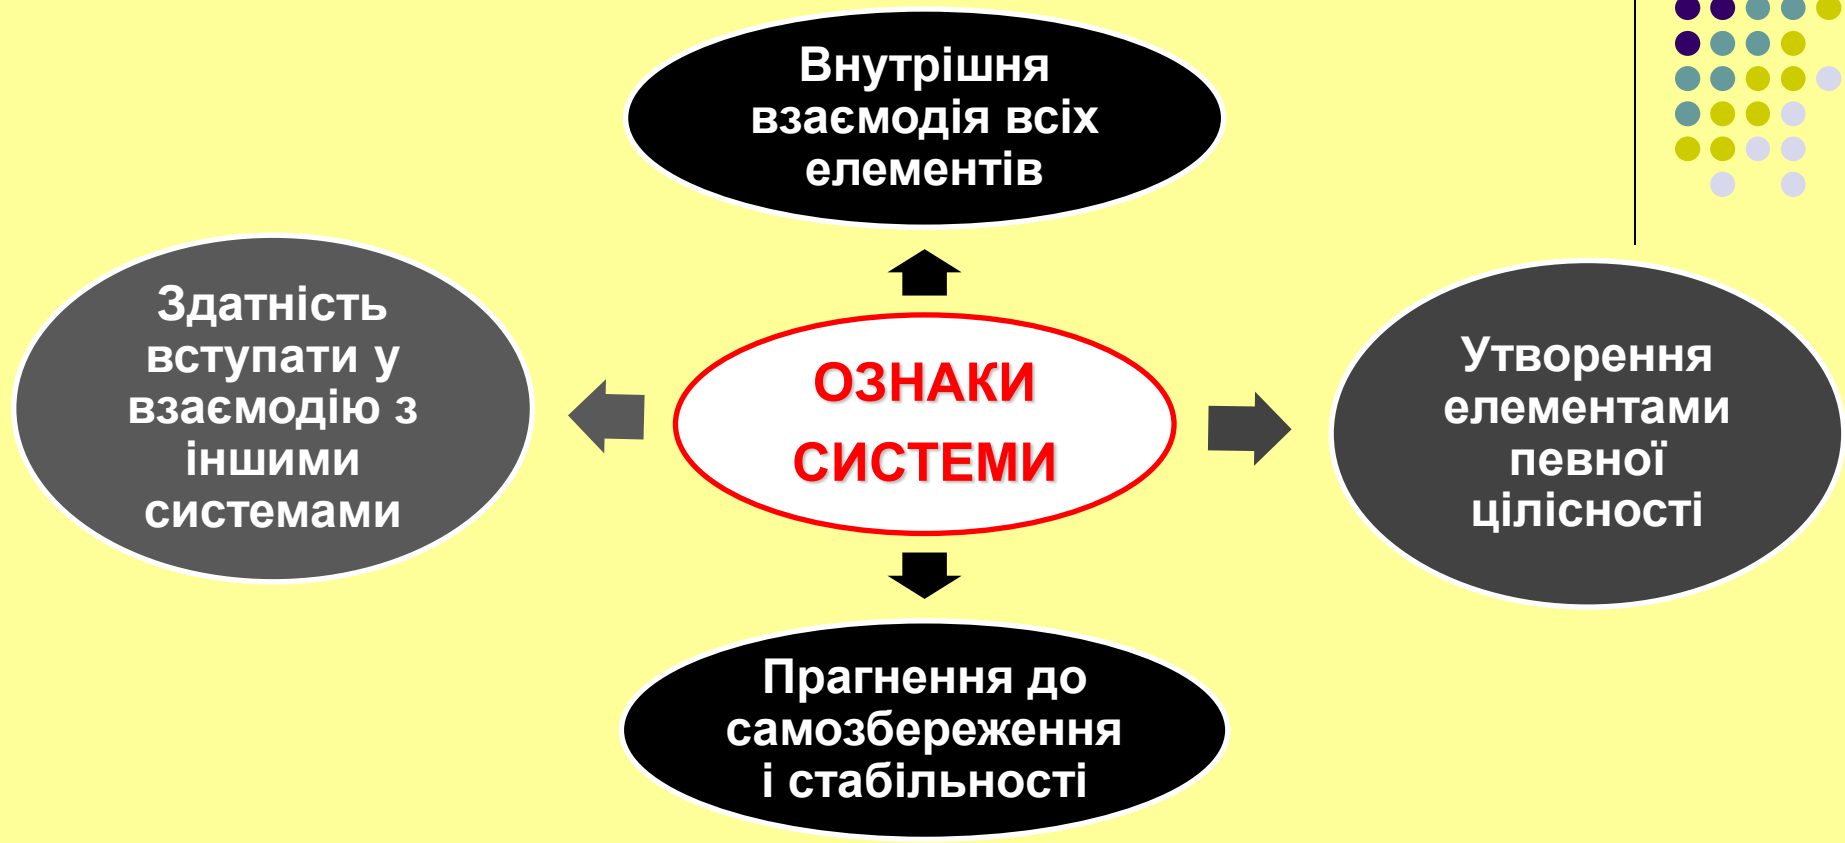 Внутрішня
взаємодія всіх
елементів
Здатність
вступати у
взаємодію з
іншими
системами
ОЗНАКИ
СИСТЕМИ
Утворення
елементами
певної
цілісності
Прагнення до
самозбереження
і стабільності